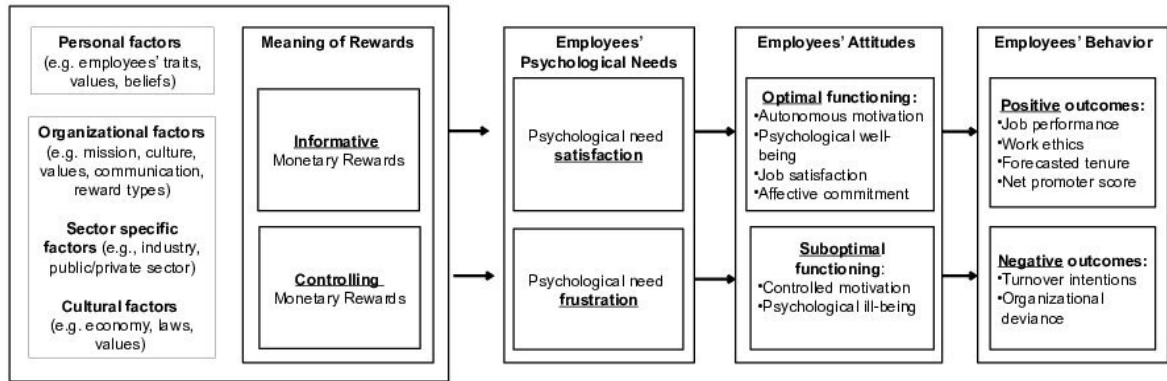 Personal factors
(e.g. employees' traits,
values, beliefs)
Organizational factors
(e.g. mission, culture,
values, communication,
reward types)
Sector specific
factors (e.g., industry,
public/private sector)
Cultural factors
(e.g. economy, laws,
values)
Meaning of Rewards
Informative
Monetary Rewards
Controlling
Monetary Rewards
Employees'
Psychological Needs
Psychological need
satisfaction
Psychological need
frustration
Employees' Attitudes
Optimal functioning:
•Autonomous motivation
•Psychological well-
being
•Job satisfaction
•Affective commitment
Suboptimal
functioning:
•Controlled motivation
•Psychological ill-being
Employees' Behavior
Positive outcomes:
•Job performance
•Work ethics
•Forecasted tenure
•Net promoter score
Negative outcomes:
•Turnover intentions
•Organizational
deviance